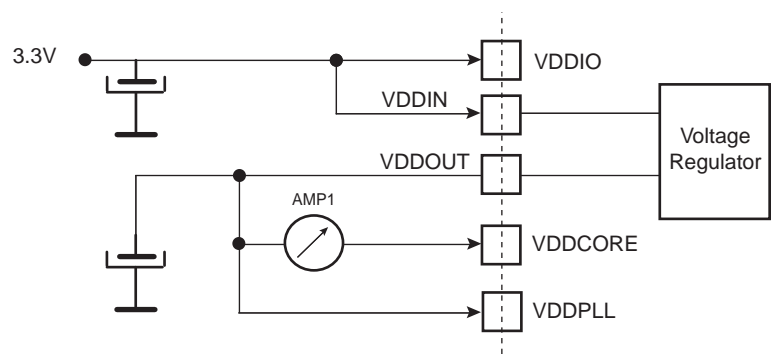 3.3V
VDDIO
VDDIN
Voltage
Regulator
VDDOUT
AMP1
VDDCORE
VDDPLL